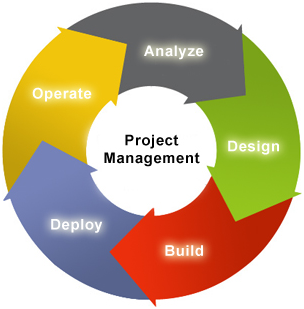 Analyze
Operate
Project
Management
Design
Deploy
Build